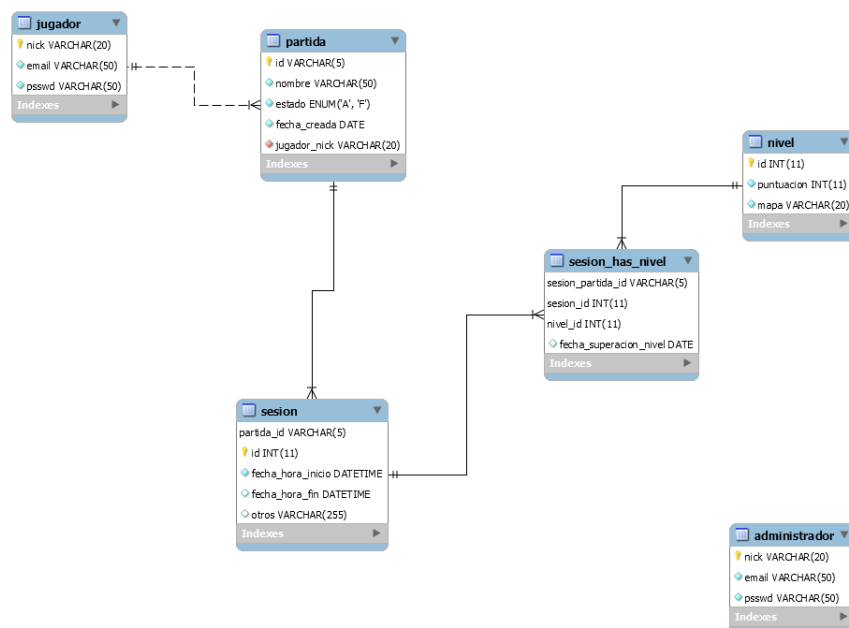 jugador
nick VARCHAR(20)
email VARCHAR(50)
psswd VARCHAR(50)
Indexes
partida
id VARCHAR(5)
nombre VARCHAR(50)
estado ENUM('A', 'F')
fecha_creada DATE
jugador_nick VARCHAR(20)
Indexes
nivel
id INT(11)
puntuacion INT(11)
mapa VARCHAR(20)
Indexes
sesion_has_nivel
sesion_partida_id VARCHAR(5)
sesion_id INT(11)
nivel_id INT(11)
fecha_superacion_nivel DATE
Indexes
sesion
partida_id VARCHAR(5)
id INT(11)
fecha_hora_inicio DATETIME
fecha_hora_fin DATETIME
otros VARCHAR(255)
Indexes
administrador
nick VARCHAR(20)
email VARCHAR(50)
psswd VARCHAR(50)
Indexes